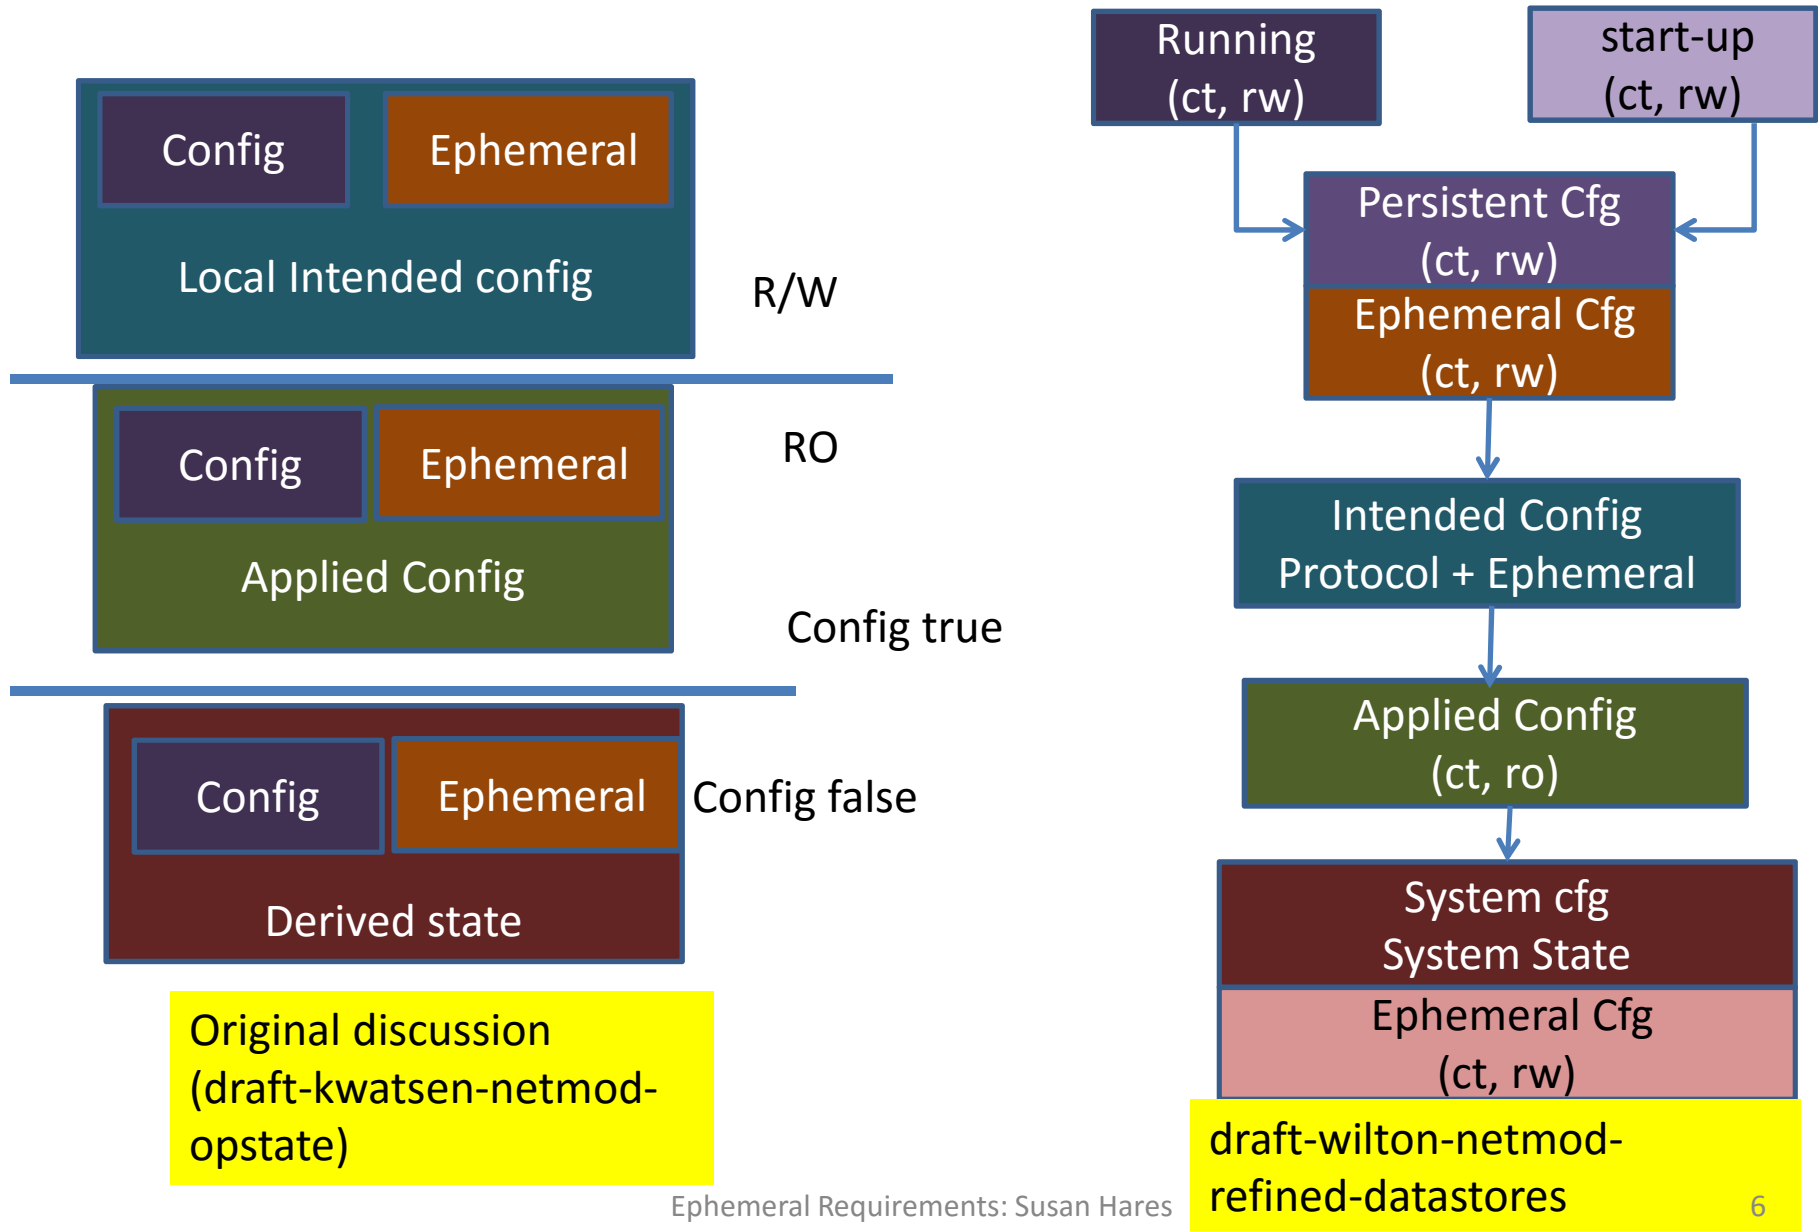 Config
Ephemeral
Local Intended config
R/W
Config
Ephemeral
RO
Applied Config
Config true
Config
Ephemeral
Config false
Derived state
Original discussion
(draft-kwatsen-netmod-
opstate)
Running
(ct, rw)
start-up
(ct, rw)
Persistent Cfg
(ct, rw)
Ephemeral Cfg
(ct, rw)
Intended Config
Protocol + Ephemeral
Applied Config
(ct, ro)
System cfg
System State
Ephemeral Cfg
(ct, rw)
draft-wilton-netmod-
refined-datastores
Ephemeral Requirements: Susan Hares
6